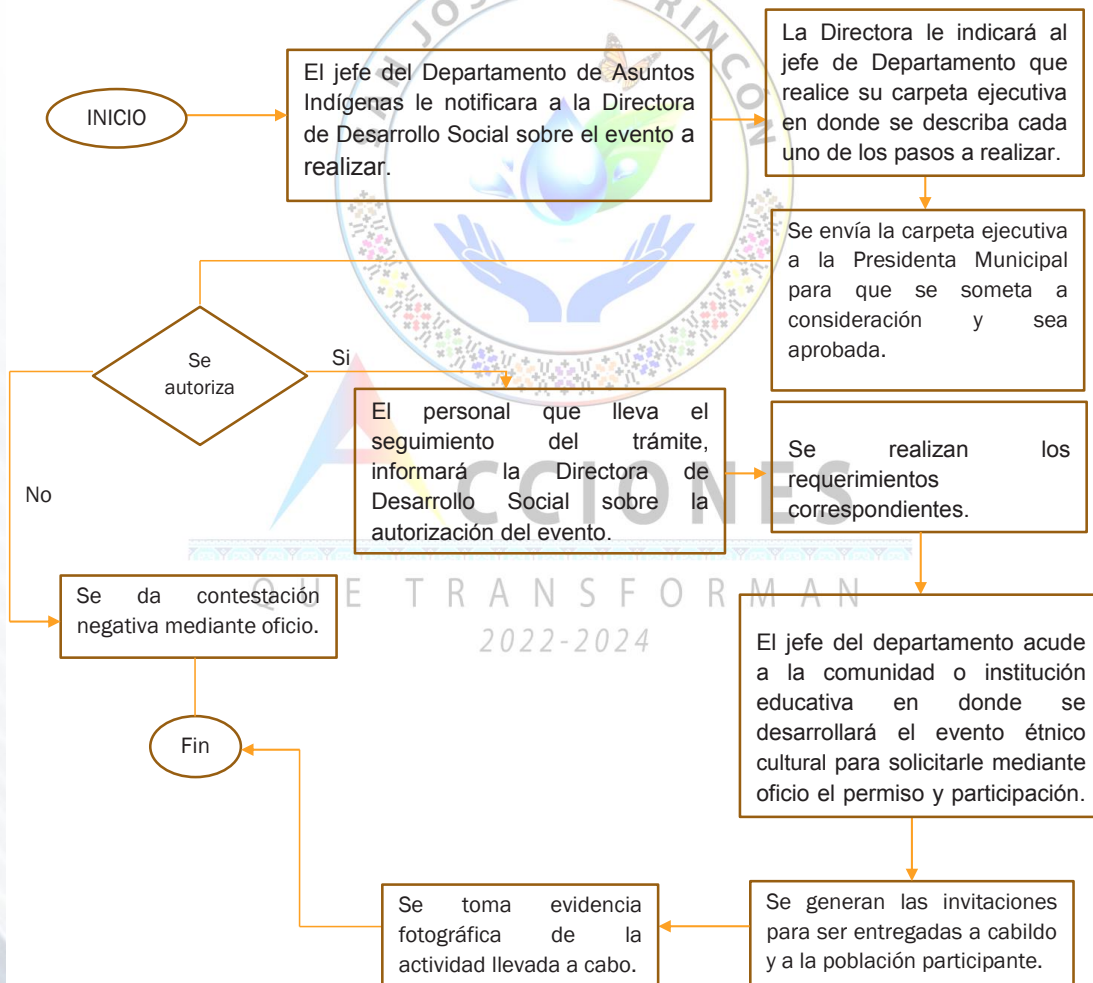 SAN JOS RINCÓN
INICIO
El jefe del Departamento de Asuntos
Indígenas le notificara a la Directora
de Desarrollo Social sobre el evento a
realizar.
La Directora le indicará al
jefe de Departamento que
realice su carpeta ejecutiva
en donde se describa cada
uno de los pasos a realizar.
Se envía la carpeta ejecutiva
a la Presidenta Municipal
para que se someta a
consideración y sea
aprobada.
Se
autoriza
Si
No
El personal que lleva el
seguimiento del trámite,
informará la Directora de
Desarrollo Social sobre la
autorización del evento.
Se realizan los
requerimientos
correspondientes.
ACCIONES
QUE TRANSFORMAN
2022-2024
Se da contestación
negativa mediante oficio.
El jefe del departamento acude
a la comunidad o institución
educativa en donde se
desarrollará el evento étnico
cultural para solicitarle mediante
oficio el permiso y participación.
Fin
Se generan las invitaciones
para ser entregadas a cabildo
y a la población participante.
Se toma evidencia
fotográfica de la
actividad llevada a cabo.